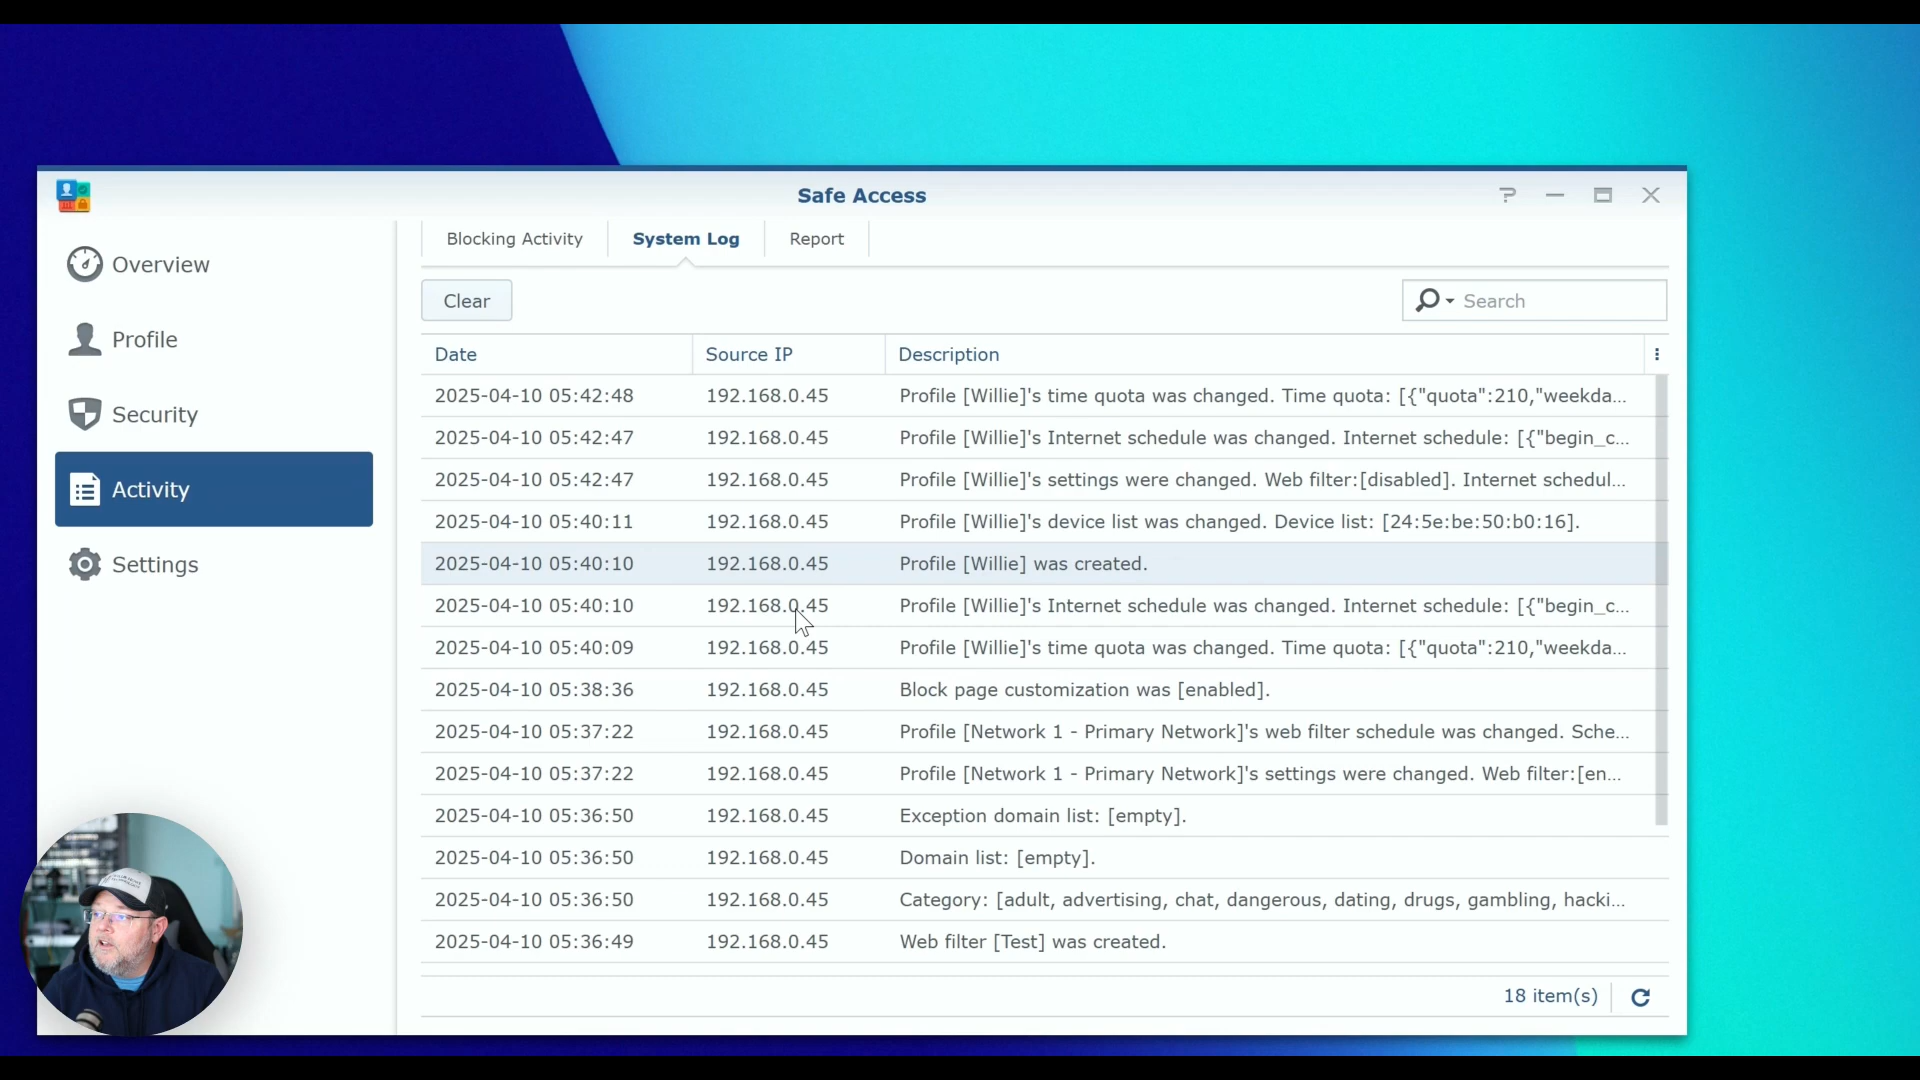 Safe Access
Overview
Profile
Security
Activity
Settings
Blocking Activity
System Log
Report
Clear
Search
Date Source IP Description
2025-04-10 05:42:48 192.168.0.45 Profile [Willie]'s time quota was changed. Time quota: [{"quota":210,"weekda...
2025-04-10 05:42:47 192.168.0.45 Profile [Willie]'s Internet schedule was changed. Internet schedule: [{"begin_c...
2025-04-10 05:42:47 192.168.0.45 Profile [Willie]'s settings were changed. Web filter:[disabled]. Internet schedul...
2025-04-10 05:40:11 192.168.0.45 Profile [Willie]'s device list was changed. Device list: [24:5e:be:50:b0:16].
2025-04-10 05:40:10 192.168.0.45 Profile [Willie] was created.
2025-04-10 05:40:10 192.168.0.45 Profile [Willie]'s Internet schedule was changed. Internet schedule: [{"begin_c...
2025-04-10 05:40:09 192.168.0.45 Profile [Willie]'s time quota was changed. Time quota: [{"quota":210,"weekda...
2025-04-10 05:38:36 192.168.0.45 Block page customization was [enabled].
2025-04-10 05:37:22 192.168.0.45 Profile [Network 1 - Primary Network]'s web filter schedule was changed. Sche...
2025-04-10 05:37:22 192.168.0.45 Profile [Network 1 - Primary Network]'s settings were changed. Web filter:[en...
2025-04-10 05:36:50 192.168.0.45 Exception domain list: [empty].
2025-04-10 05:36:50 192.168.0.45 Domain list: [empty].
2025-04-10 05:36:50 192.168.0.45 Category: [adult, advertising, chat, dangerous, dating, drugs, gambling, hacki...
2025-04-10 05:36:49 192.168.0.45 Web filter [Test] was created.
18 item(s)